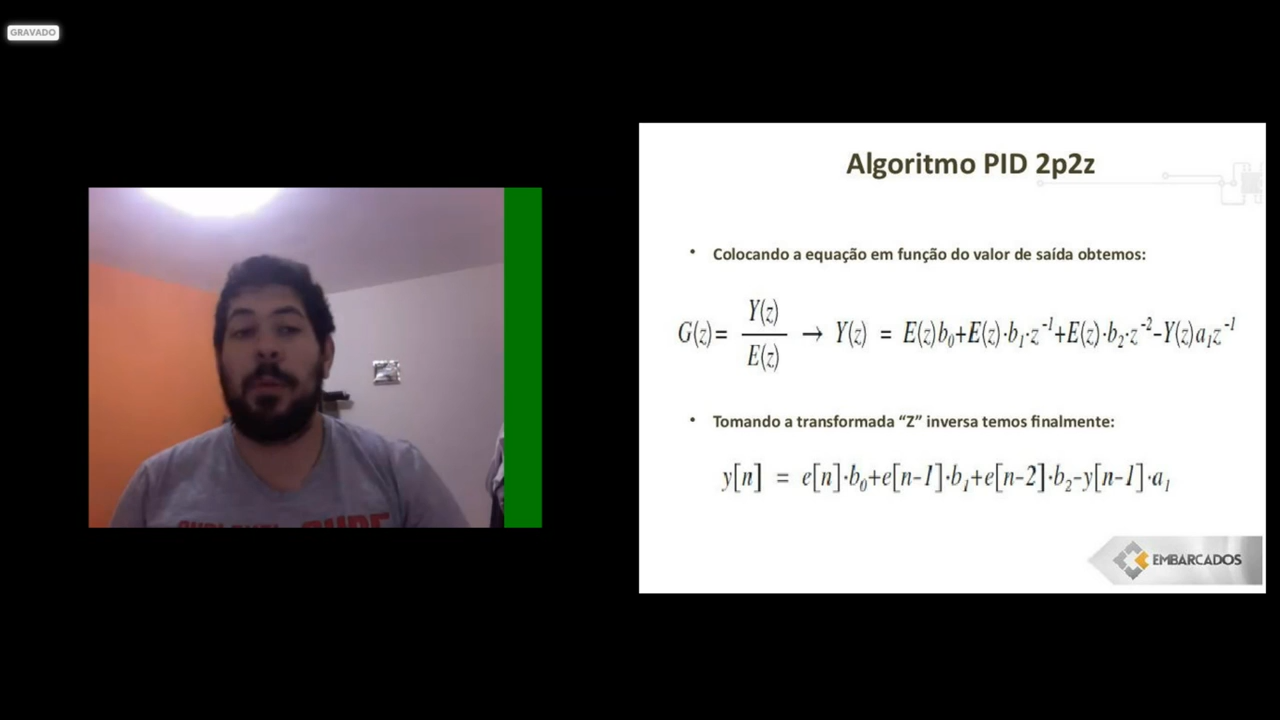 GRAVADO
Algoritmo PID 2p2z
• Colocando a equação em função do valor de saída obtemos:
G(z)= Y(z)/E(z) → Y(z) = E(z)b₀+E(z)·b₁·z⁻¹+E(z)·b₂·z⁻²-Y(z)a₁z⁻¹
• Tomando a transformada “Z” inversa temos finalmente:
y[n] = e[n]·b₀+e[n-1]·b₁+e[n-2]·b₂-y[n-1]·a₁
EMBARCADOS